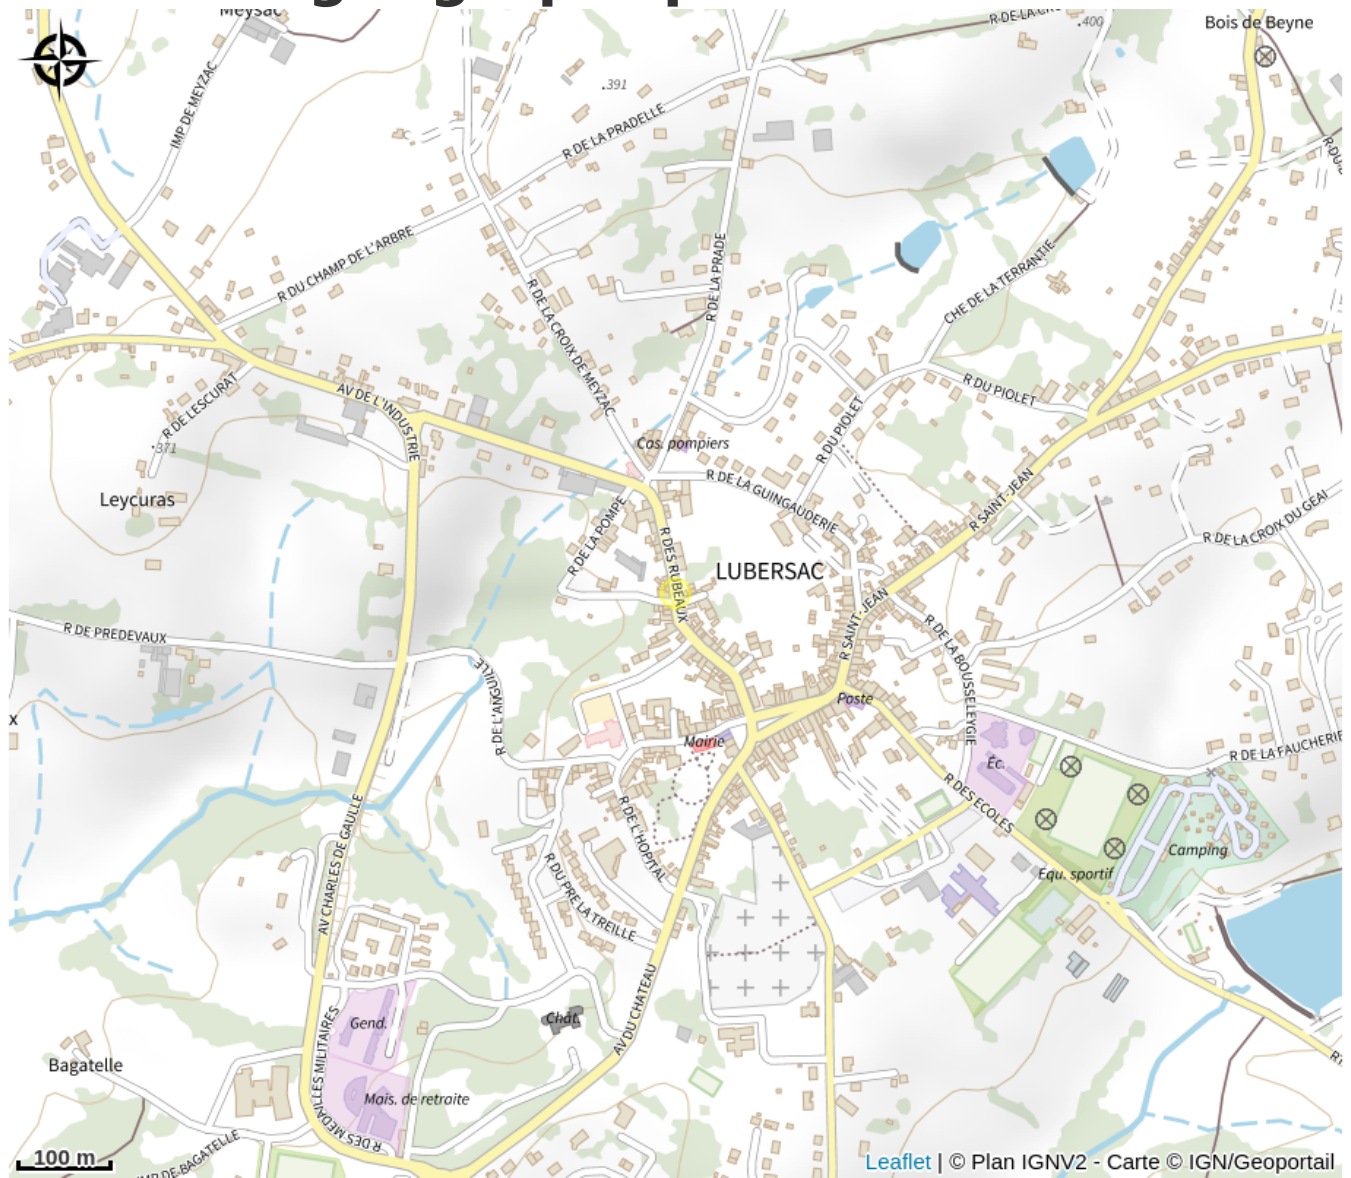 Meysac
R DE LA CRO
.400
Bois de Beyne
IMP DE MEYZAC
.391
R DE LA PRADELLE
R DU
R DU CHAMP DE L'ARBRE
R DE LA PRADE
CHE DE LA TERRANTIE
R DE LA CROIX DE MEYZAC
R DE LESCURAT
AV DE L'INDUSTRIE
R DU PIOLET
R DU PIOLET
.371
Cas. pompiers
Leycuras
R DE LA GUINGAUDERIE
R SAINT-JEAN
R DE LA POMPE
R DES RUBEAUX
R DE LA CROIX DU GEAI
LUBERSAC
R SAINT-JEAN
R DE PREDEVAUX
R DE LA BOUSSELEYGIE
R DE L'ANGUILLE
Poste
x
Mairie
R DE LA FAUCHERIE
Éc.
R DES ECOLES
AV CHARLES DE GAULLE
R DE L'HOPITAL
Camping
R DU PRE LA TREILLE
Equ. sportif
AV DU CHATEAU
Gend.
Chât.
Bagatelle
R DES MEDAILLES MILITAIRES
Mais. de retraite
IMP DE BAGATELLE
100 m
Leaflet | © Plan IGNV2 - Carte © IGN/Geoportail